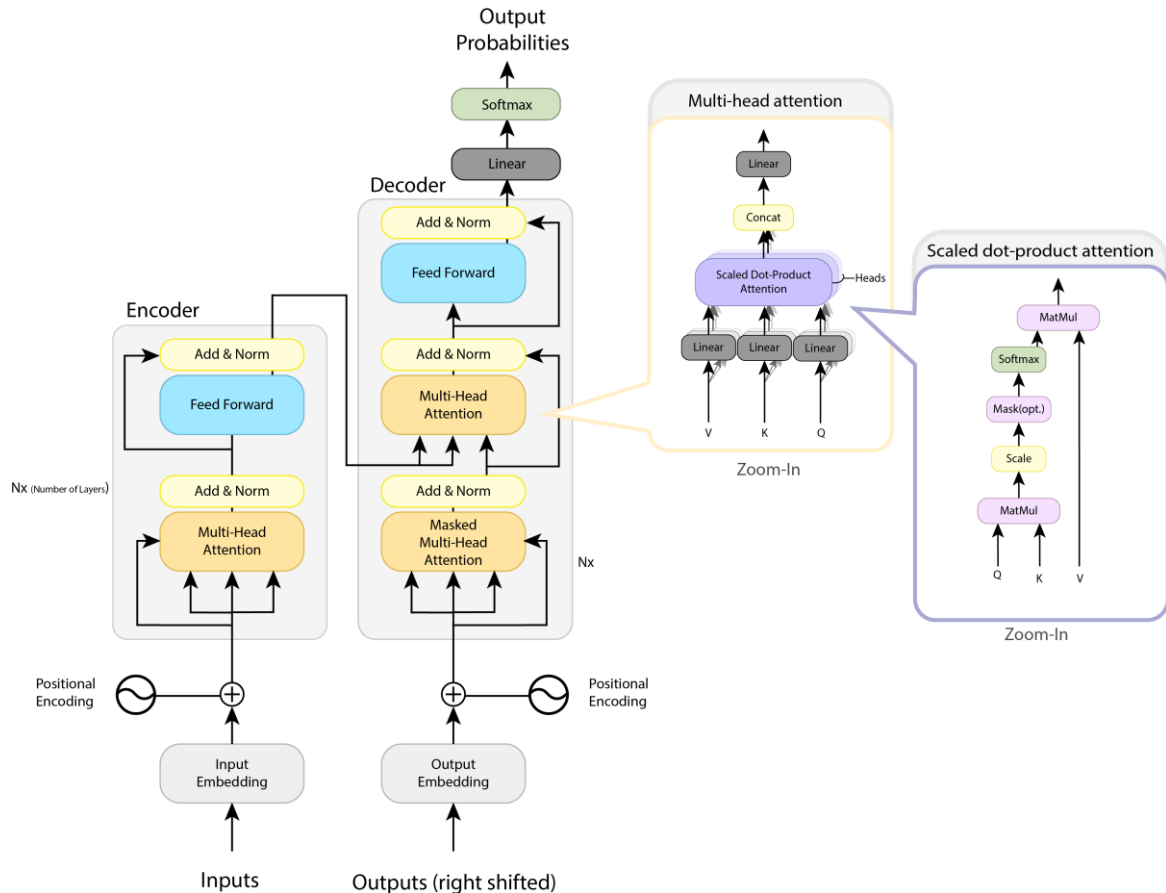 Output
Probabilities
Softmax
Linear
Decoder
Add & Norm
Feed Forward
Add & Norm
Multi-Head
Attention
Add & Norm
Masked
Multi-Head
Attention
Nx
Encoder
Add & Norm
Feed Forward
Nx (Number of Layers)
Add & Norm
Multi-Head
Attention
Positional
Encoding
Positional
Encoding
Input
Embedding
Output
Embedding
Inputs
Outputs (right shifted)
Multi-head attention
Linear
Concat
Scaled Dot-Product
Attention
Heads
Linear
Linear
Linear
V
K
Q
Zoom-In
Scaled dot-product attention
MatMul
Softmax
Mask(opt.)
Scale
MatMul
Q
K
V
Zoom-In